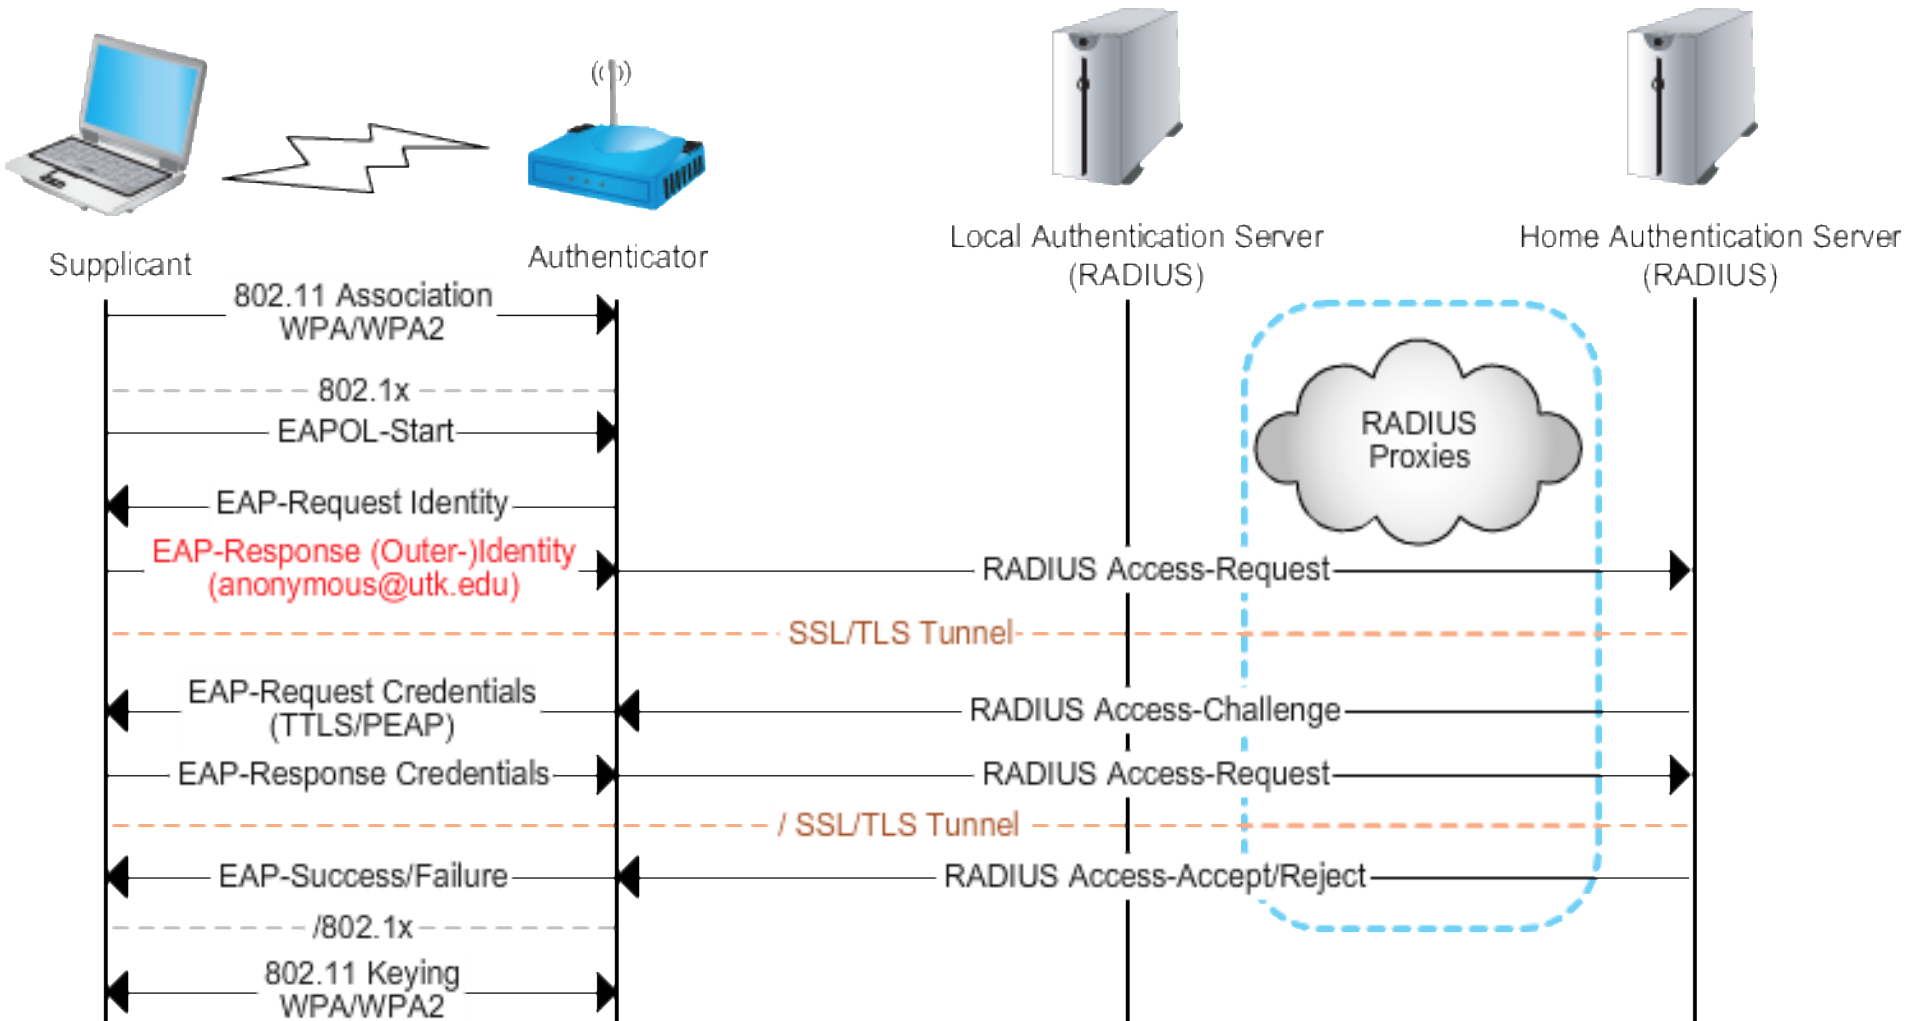 Supplicant
Authenticator
Local Authentication Server
(RADIUS)
Home Authentication Server
(RADIUS)
802.11 Association
WPA/WPA2
802.1x
EAPOL-Start
RADIUS
Proxies
EAP-Request Identity
EAP-Response (Outer-)Identity
(anonymous@utk.edu)
RADIUS Access-Request
SSL/TLS Tunnel
EAP-Request Credentials
(TTLS/PEAP)
RADIUS Access-Challenge
EAP-Response Credentials
RADIUS Access-Request
/ SSL/TLS Tunnel
EAP-Success/Failure
RADIUS Access-Accept/Reject
/802.1x
802.11 Keying
WPA/WPA2